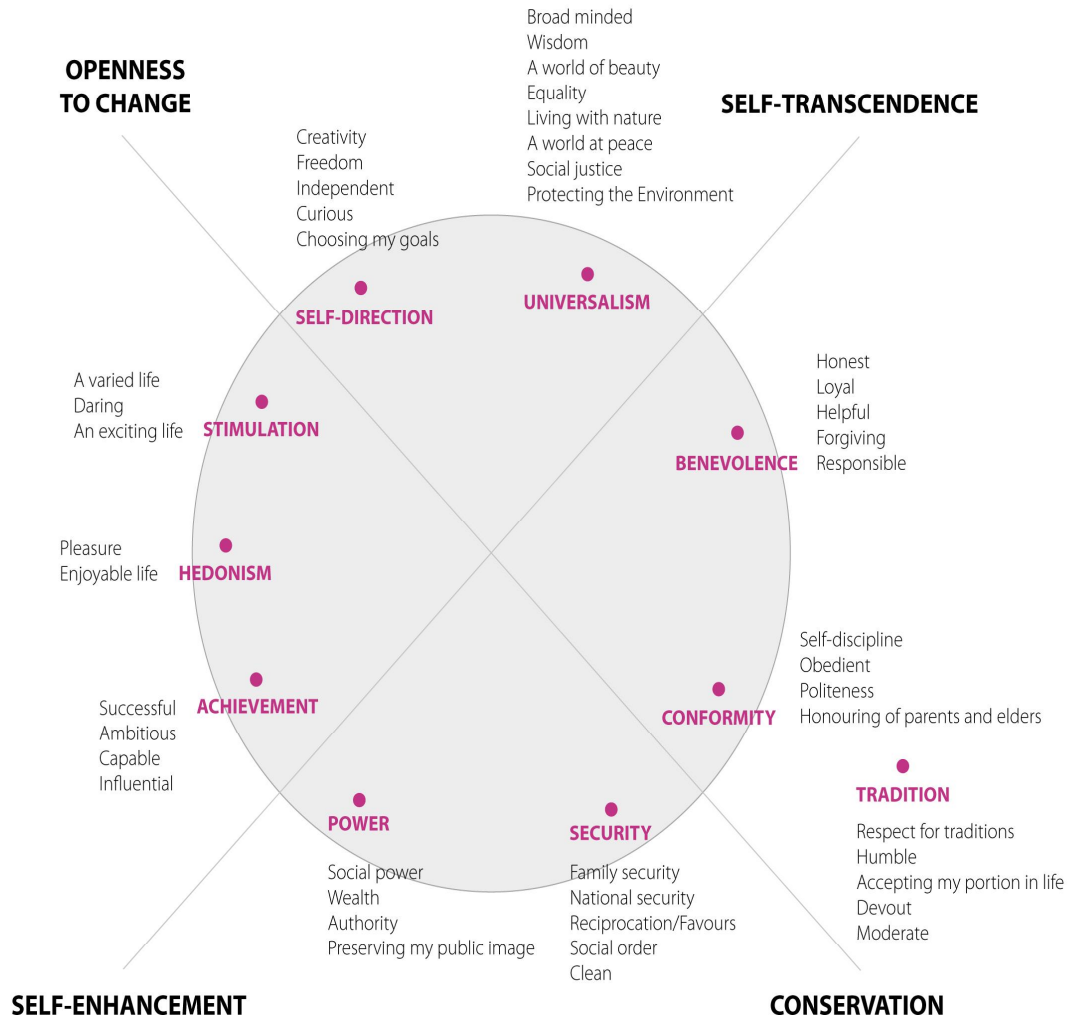 OPENNESS
TO CHANGE
Broad minded
Wisdom
A world of beauty
Equality
Living with nature
A world at peace
Social justice
Protecting the Environment
SELF-TRANSCENDENCE
Creativity
Freedom
Independent
Curious
Choosing my goals
SELF-DIRECTION
UNIVERSALISM
A varied life
Daring
An exciting life
STIMULATION
Honest
Loyal
Helpful
Forgiving
Responsible
BENEVOLENCE
Pleasure
Enjoyable life
HEDONISM
Self-discipline
Obedient
Politeness
Honouring of parents and elders
CONFORMITY
Successful
Ambitious
Capable
Influential
ACHIEVEMENT
TRADITION
Respect for traditions
Humble
Accepting my portion in life
Devout
Moderate
POWER
Social power
Wealth
Authority
Preserving my public image
SECURITY
Family security
National security
Reciprocation/Favours
Social order
Clean
SELF-ENHANCEMENT
CONSERVATION